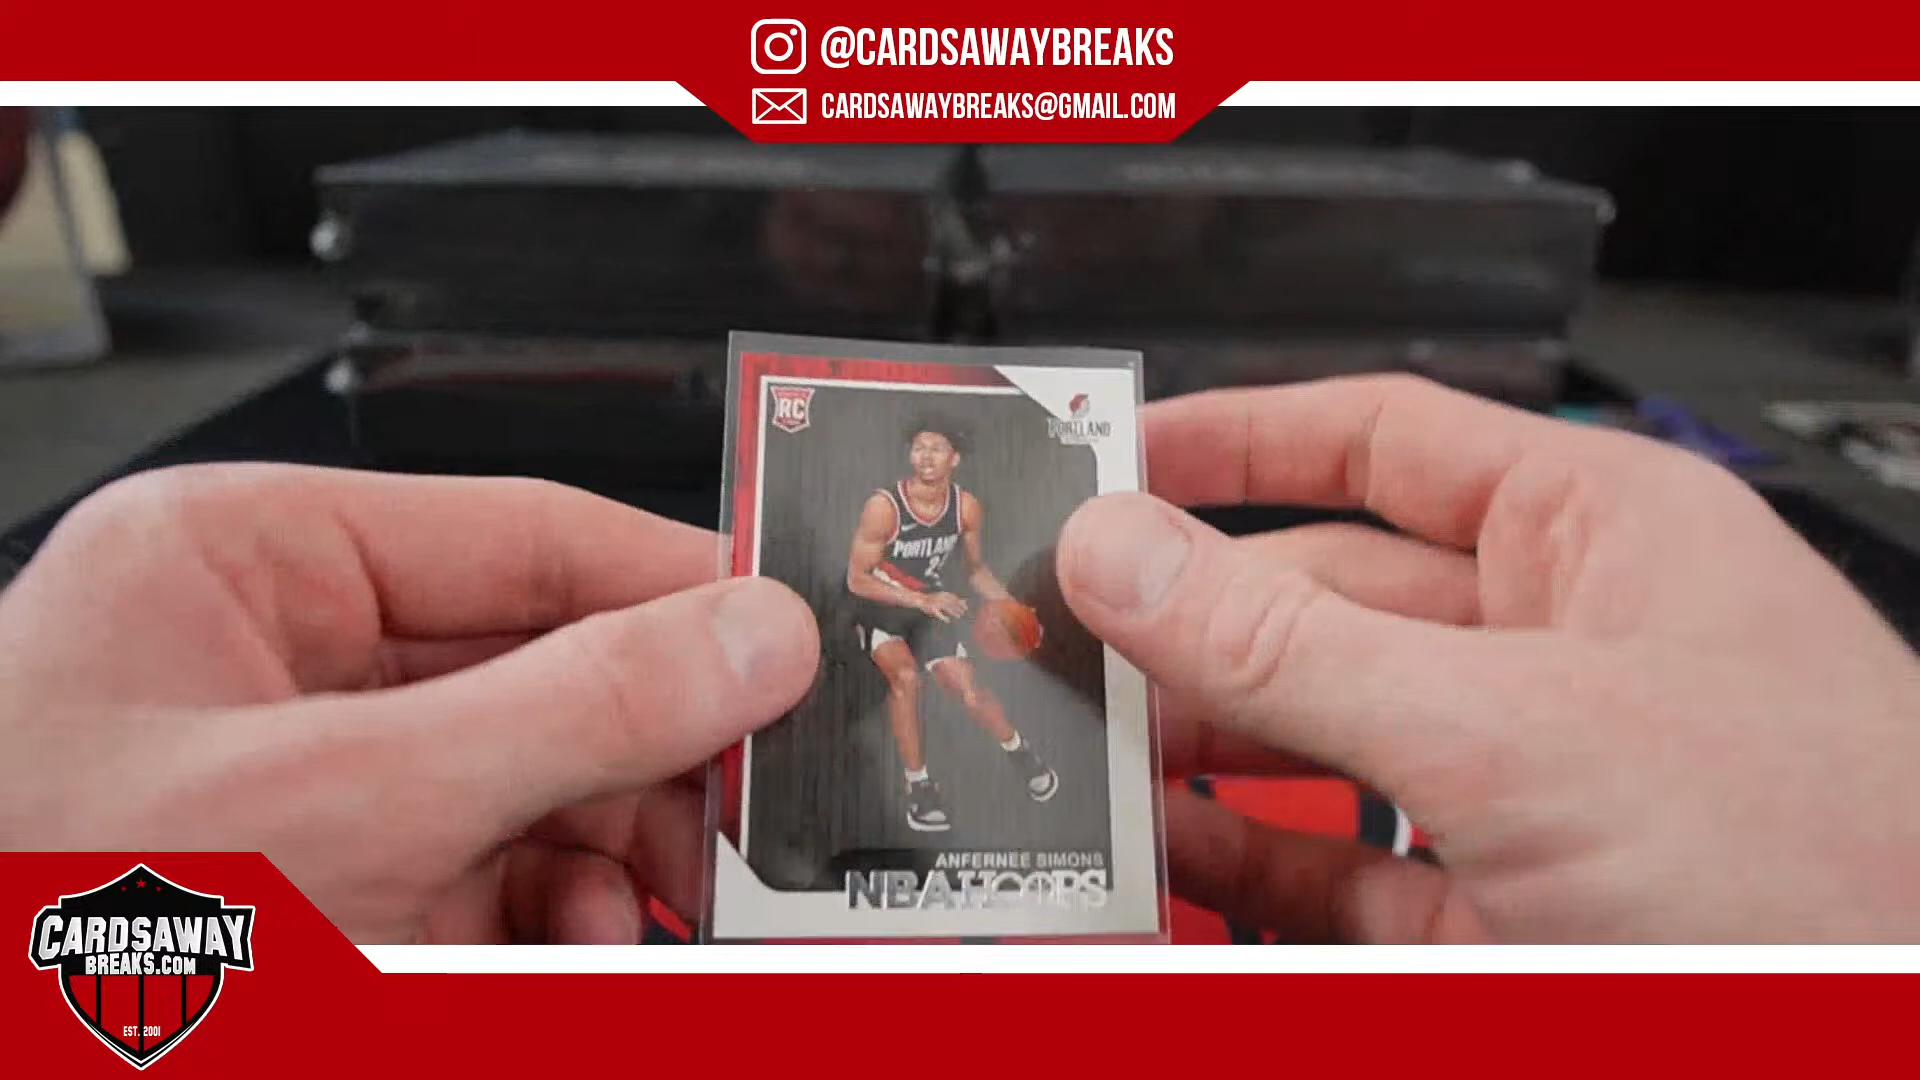 @CARDSAWAYBREAKS
CARDSAWAYBREAKS@GMAIL.COM
RC
PORTLAND
PORTLAND
ANFERNEE SIMONS
NBA HOOPS
CARDSAWAY
BREAKS.COM
EST. 2001